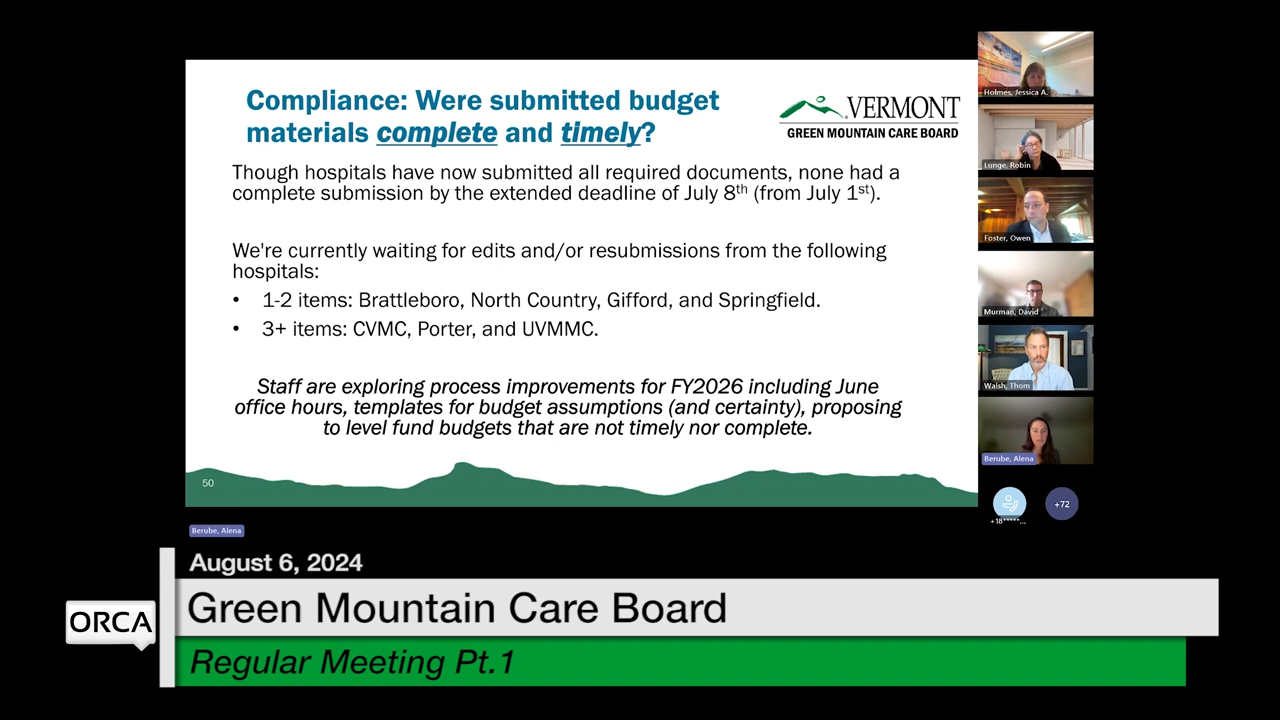 Compliance: Were submitted budget
materials complete and timely?
VERMONT
GREEN MOUNTAIN CARE BOARD
Thoughhospitals have now submitted all required documents, none had a
complete submission by the extended deadline of July 8th (from July 1st).
We're currently waiting for edits and/or resubmissions from the following
hospitals:
• 1-2 items: Brattleboro, North Country, Gifford, and Springfield.
• 3+ items: CVMC, Porter, and UVMMC.
Staff are exploring process improvements for FY2026 including June
office hours, templates for budget assumptions (and certainty), proposing
to level fund budgets that are not timely nor complete.
50
Holmes, Jessica A.
Lunge, Robin
Foster, Owen
Murman, David
Walsh, Thom
Berube, Alena
+18*****...
+72
Berube, Alena
August 6, 2024
ORCA
Green Mountain Care Board
Regular Meeting Pt.1